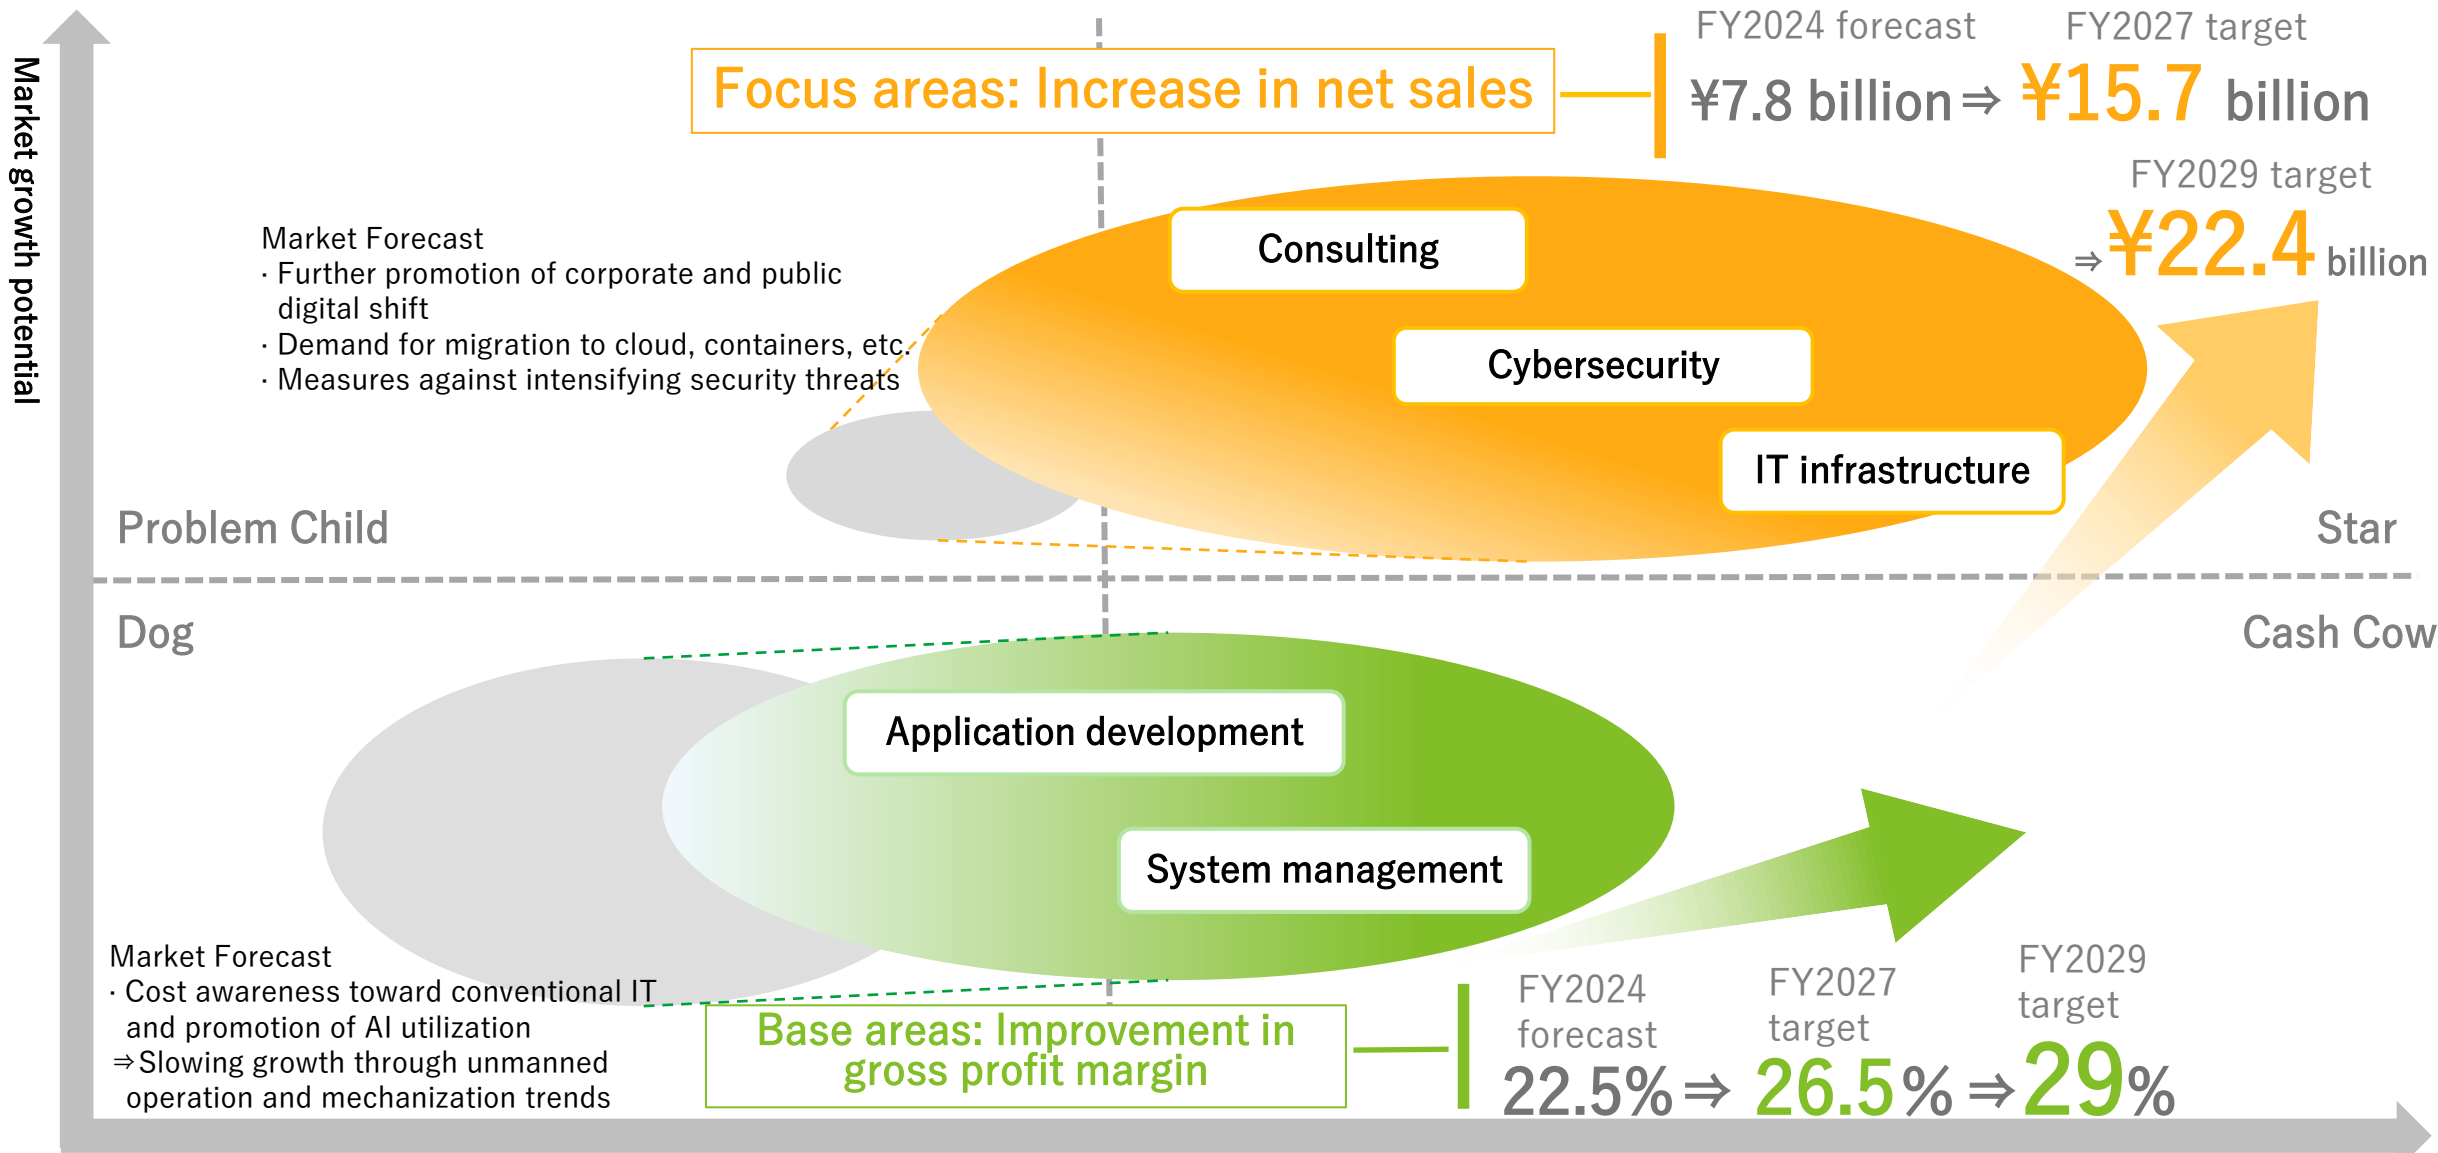 Market growth potential
Focus areas: Increase in net sales
FY2024 forecast
¥7.8 billion⇒
FY2027 target
¥15.7 billion
FY2029 target
⇒¥22.4 billion
Market Forecast
· Further promotion of corporate and public
digital shift
· Demand for migration to cloud, containers, etc.
· Measures against intensifying security threats
Consulting
Cybersecurity
IT infrastructure
Problem Child
Star
Dog
Cash Cow
Application development
System management
Market Forecast
· Cost awareness toward conventional IT
and promotion of AI utilization
⇒Slowing growth through unmanned
operation and mechanization trends
Base areas: Improvement in
gross profit margin
FY2024
forecast
22.5%⇒
FY2027
target
26.5%⇒
FY2029
target
29%